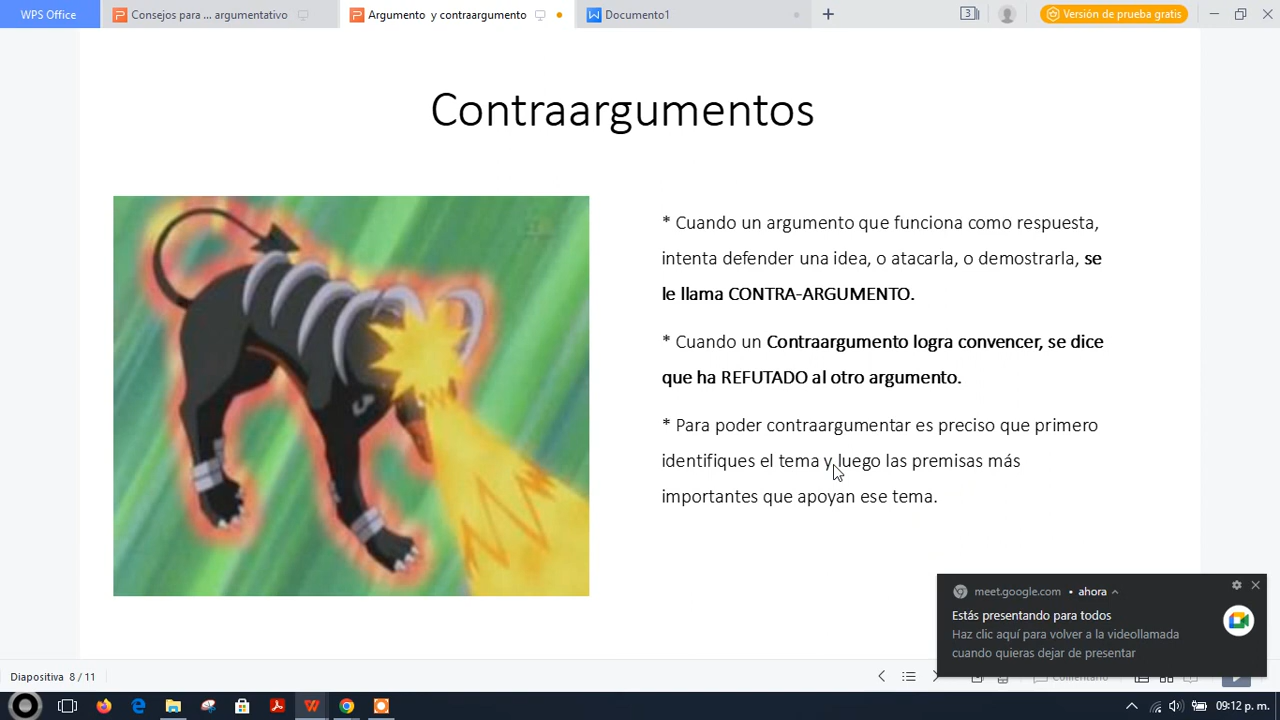 WPS Office
Consejos para ... argumentativo
Argumento y contraargumento
Documento1
3
Versión de prueba gratis
Contraargumentos
* Cuando un argumento que funciona como respuesta,
intenta defender una idea, o atacarla, o demostrarla, se
le llama CONTRA-ARGUMENTO.
* Cuando un Contraargumento logra convencer, se dice
que ha REFUTADO al otro argumento.
* Para poder contraargumentar es preciso que primero
identifiques el tema y luego las premisas más
importantes que apoyan ese tema.
meet.google.com • ahora
Estás presentando para todos
Haz clic aquí para volver a la videollamada
cuando quieras dejar de presentar
Diapositiva 8 / 11
Comentario
09:12 p. m.